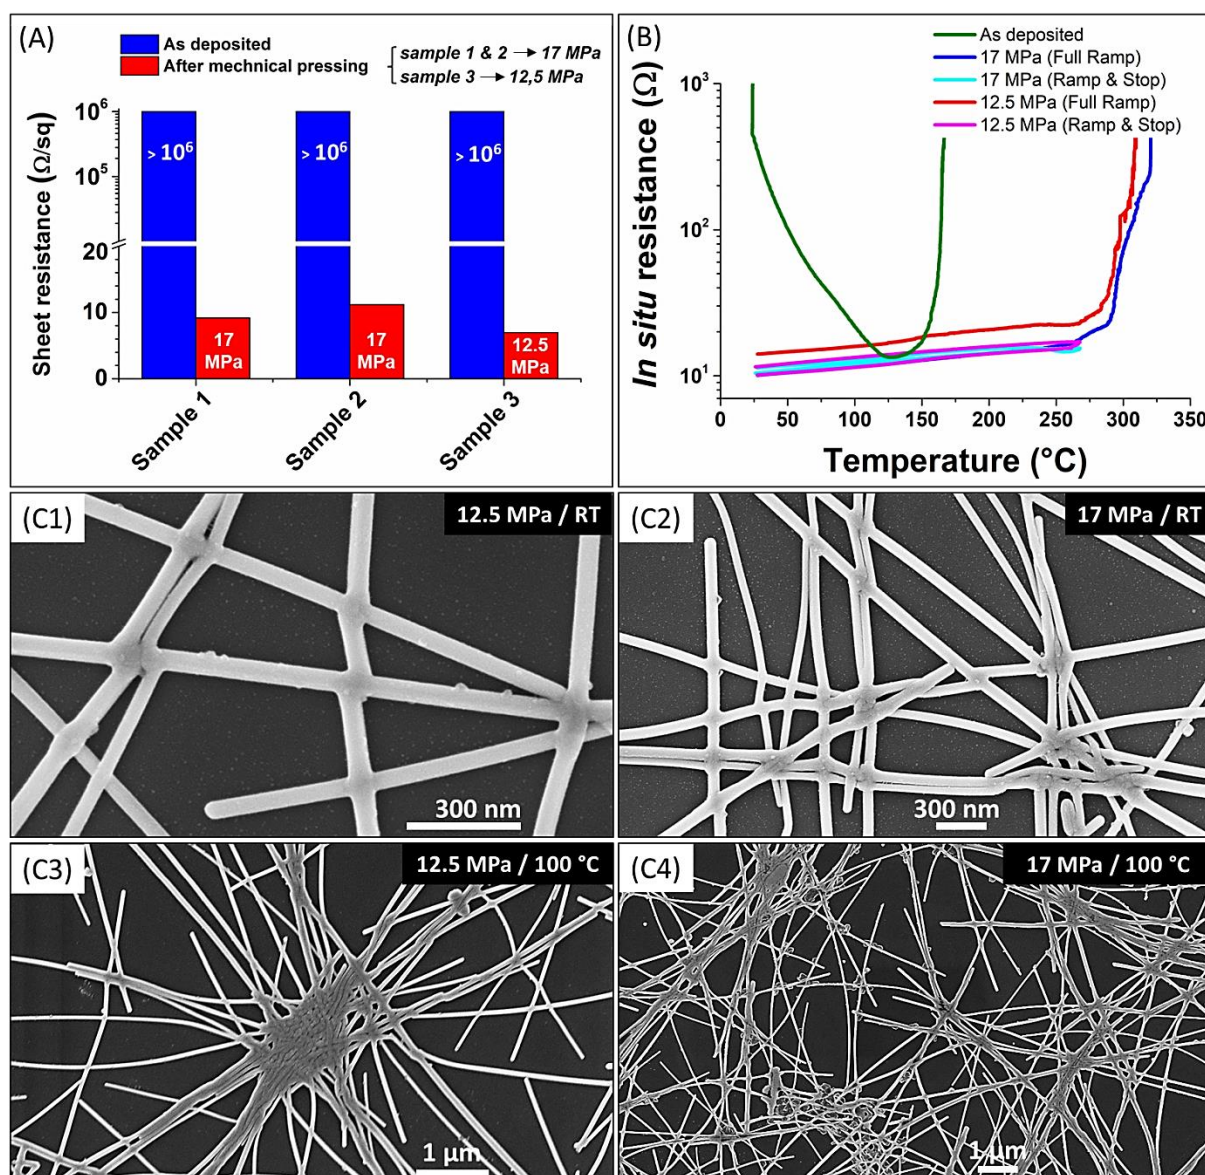 (A)
As deposited
After mechnical pressing
sample 1 & 2 → 17 MPa
sample 3 → 12,5 MPa
Sheet resistance (Ω/sq)
10⁶
10⁵
20
10
0
> 10⁶
> 10⁶
> 10⁶
17
MPa
17
MPa
12.5
MPa
Sample 1
Sample 2
Sample 3
(B)
As deposited
17 MPa (Full Ramp)
17 MPa (Ramp & Stop)
12.5 MPa (Full Ramp)
12.5 MPa (Ramp & Stop)
In situ resistance (Ω)
10³
10²
10¹
0 50 100 150 200 250 300 350
Temperature (°C)
(C1)
12.5 MPa / RT
300 nm
(C2)
17 MPa / RT
300 nm
(C3)
12.5 MPa / 100 °C
1 µm
(C4)
17 MPa / 100 °C
1 µm